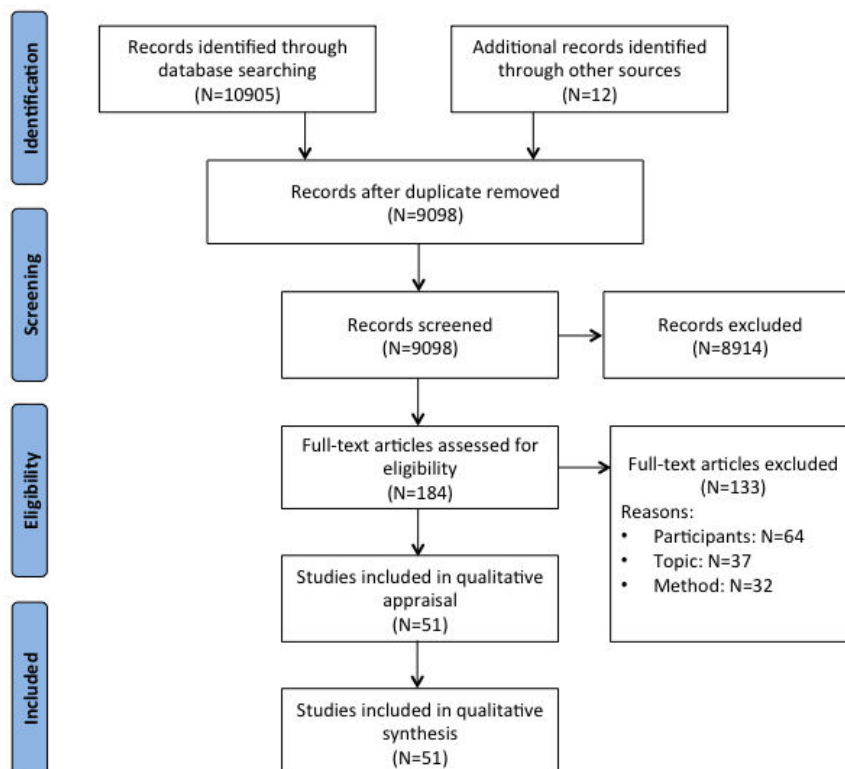 Identification
Records identified through
database searching
(N=10905)
Additional records identified
through other sources
(N=12)
Records after duplicate removed
(N=9098)
Screening
Records screened
(N=9098)
Records excluded
(N=8914)
Eligibility
Full-text articles assessed for
eligibility
(N=184)
Full-text articles excluded
(N=133)
Reasons:
• Participants: N=64
• Topic: N=37
• Method: N=32
Studies included in qualitative
appraisal
(N=51)
Included
Studies included in qualitative
synthesis
(N=51)